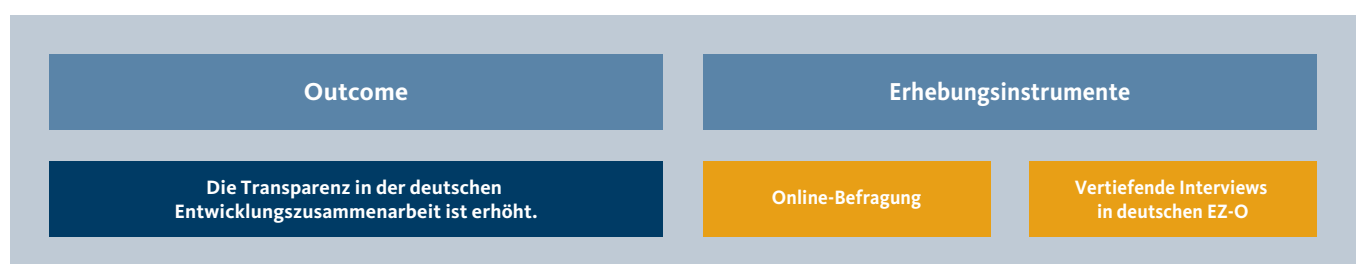 Outcome
Erhebungsinstrumente
Die Transparenz in der deutschen
Entwicklungszusammenarbeit ist erhöht.
Online-Befragung
Vertiefende Interviews
in deutschen EZ-O